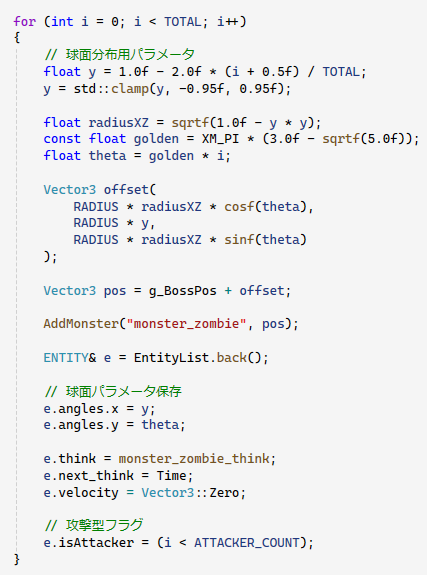 for (int i = 0; i < TOTAL; i++)
{
    // 球面分布用パラメータ
    float y = 1.0f - 2.0f * (i + 0.5f) / TOTAL;
    y = std::clamp(y, -0.95f, 0.95f);

    float radiusXZ = sqrtf(1.0f - y * y);
    const float golden = XM_PI * (3.0f - sqrtf(5.0f));
    float theta = golden * i;

    Vector3 offset(
        RADIUS * radiusXZ * cosf(theta),
        RADIUS * y,
        RADIUS * radiusXZ * sinf(theta)
    );

    Vector3 pos = g_BossPos + offset;

    AddMonster("monster_zombie", pos);

    ENTITY& e = EntityList.back();

    // 球面パラメータ保存
    e.angles.x = y;
    e.angles.y = theta;

    e.think = monster_zombie_think;
    e.next_think = Time;
    e.velocity = Vector3::Zero;

    // 攻撃型フラグ
    e.isAttacker = (i < ATTACKER_COUNT);
}